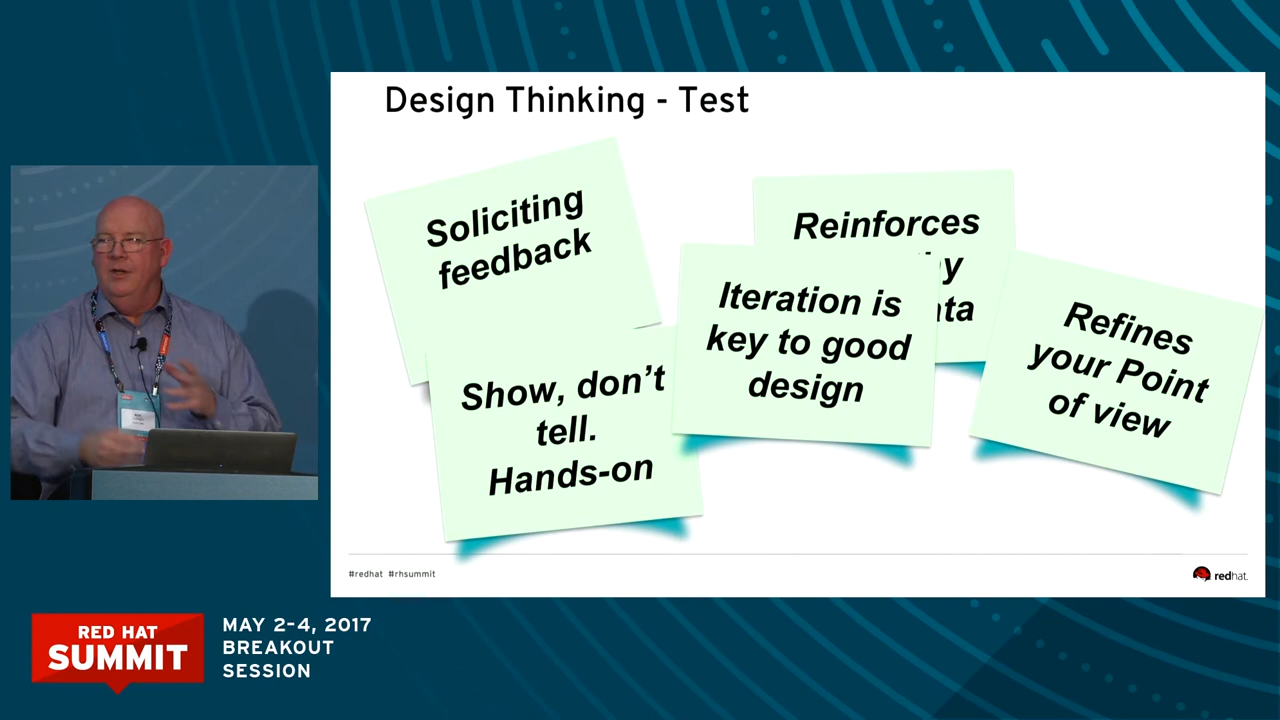 Design Thinking - Test
Soliciting
feedback
Show, don't
tell.
Hands-on
Reinforces
Iteration is
key to good
design
Refines
your Point
of view
#redhat #rhsummit
redhat.
RED HAT
SUMMIT
MAY 2-4, 2017
BREAKOUT
SESSION